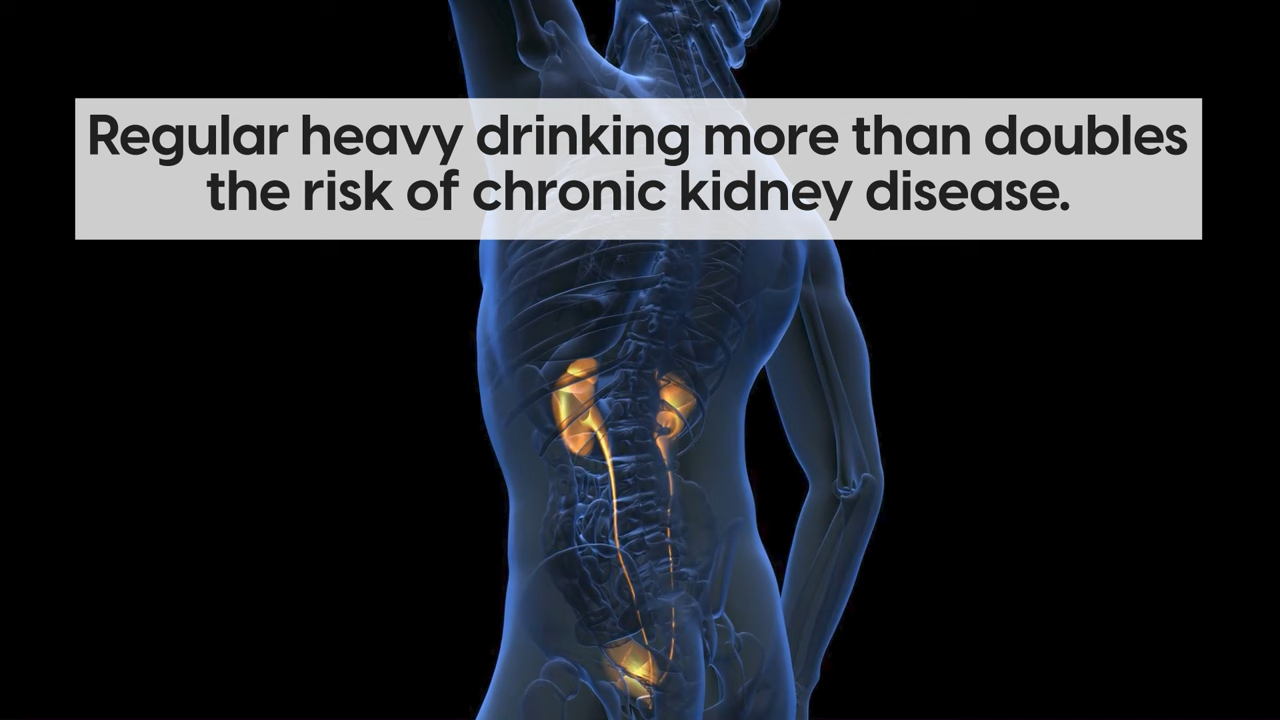 Regular heavy drinking more than doubles
the risk of chronic kidney disease.